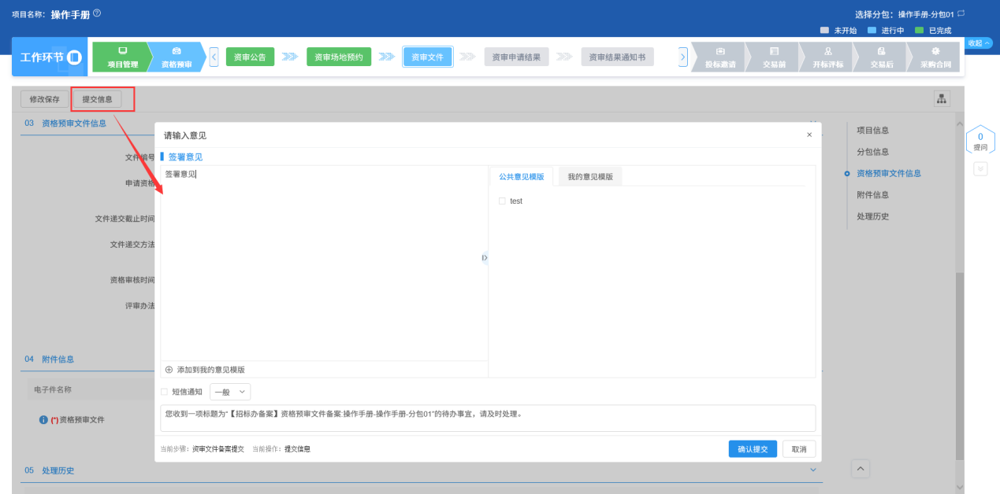 项目名称: 操作手册
选择分包: 操作手册-分包01
未开始 进行中 已完成
工作环节
项目管理
资格预审
资审公告
资审场地预约
资审文件
资审申请结果
资审结果通知书
投标邀请
交易前
开标评标
交易后
采购合同
收起
修改保存
提交信息
03 资格预审文件信息
文件编号
申请资格
文件递交截止时间
文件递交方法
资格审核时间
评审办法
04 附件信息
电子件名称
(*)资格预审文件
05 处理历史
请输入意见 ×
签署意见
签署意见
公共意见模版
我的意见模版
test
添加到我的意见模版
短信通知 一般
您收到一项标题为“【招标办备案】资格预审文件备案:操作手册-操作手册-分包01”的待办事宜，请及时处理。
当前步骤: 资审文件备案提交 当前操作: 提交信息
确认提交
取消
项目信息
分包信息
资格预审文件信息
附件信息
处理历史
0
提问